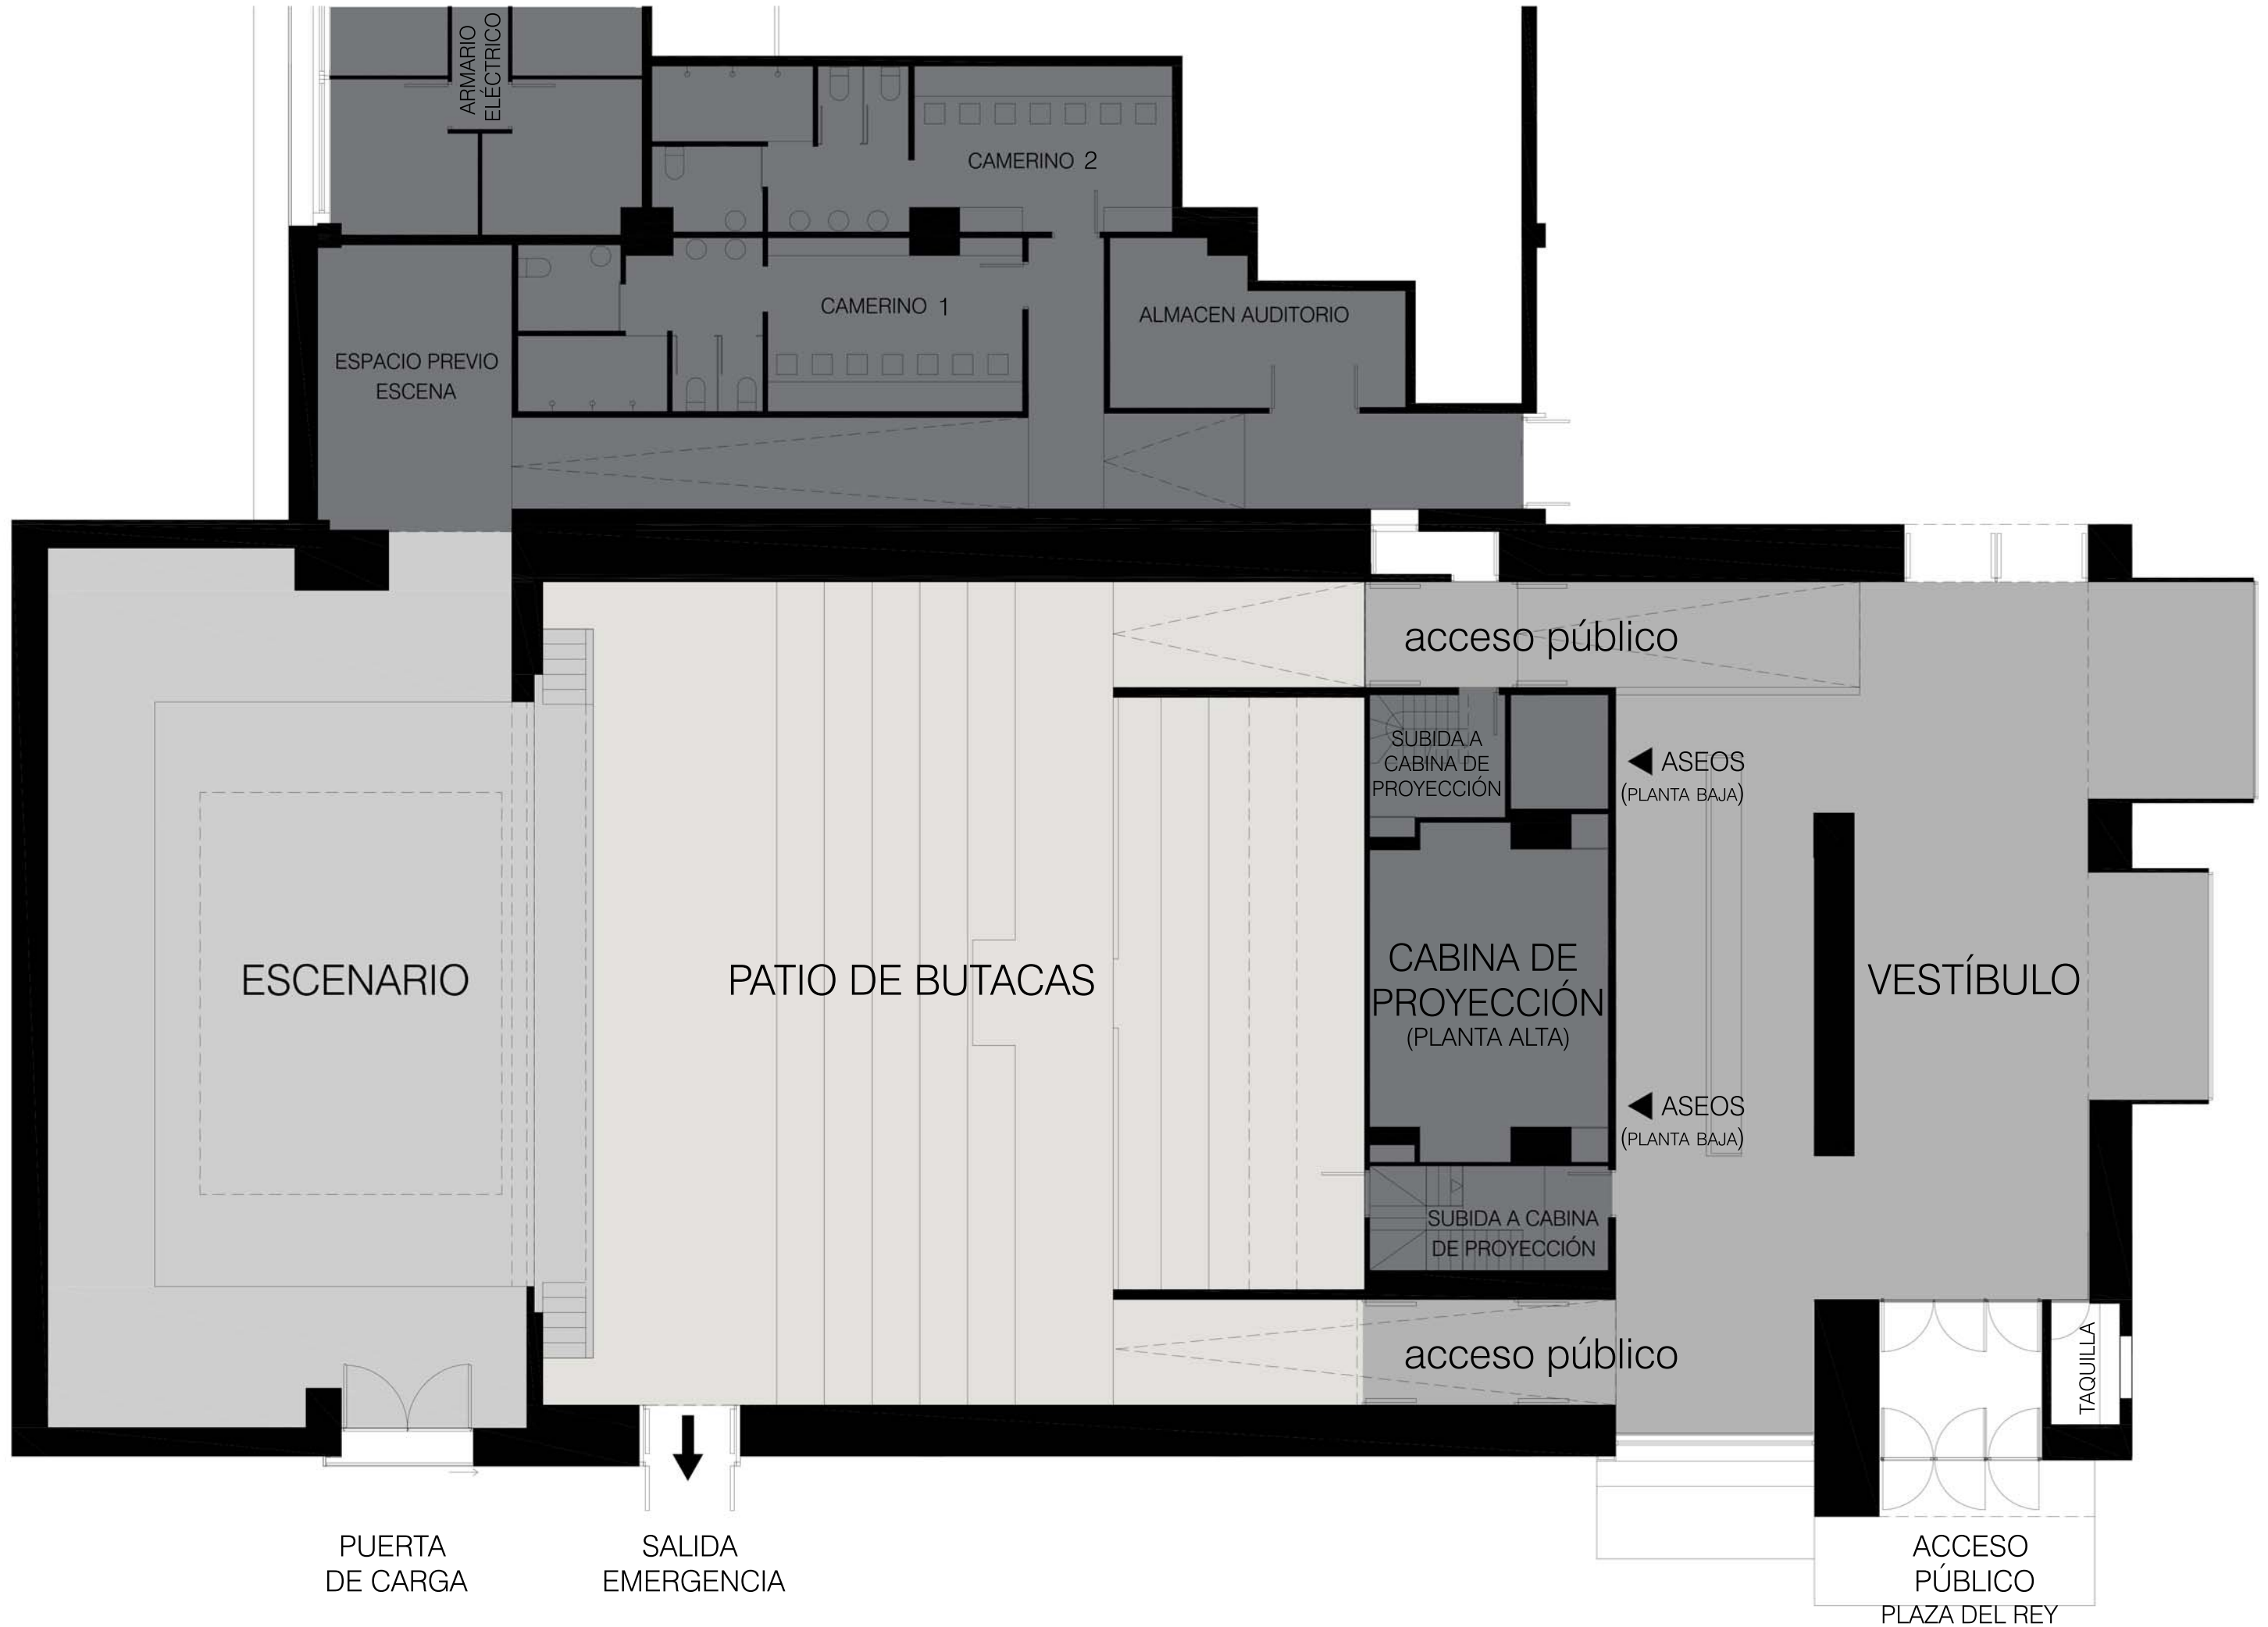 ARMARIO
ELÉCTRICO
CAMERINO 2
CAMERINO 1
ALMACEN AUDITORIO
ESPACIO PREVIO
ESCENA
acceso público
SUBIDA A
CABINA DE
PROYECCIÓN
ASEOS
(PLANTA BAJA)
ESCENARIO
PATIO DE BUTACAS
CABINA DE
PROYECCIÓN
(PLANTA ALTA)
VESTÍBULO
ASEOS
(PLANTA BAJA)
SUBIDA A CABINA
DE PROYECCIÓN
acceso público
TAQUILLA
PUERTA
DE CARGA
SALIDA
EMERGENCIA
ACCESO
PÚBLICO
PLAZA DEL REY